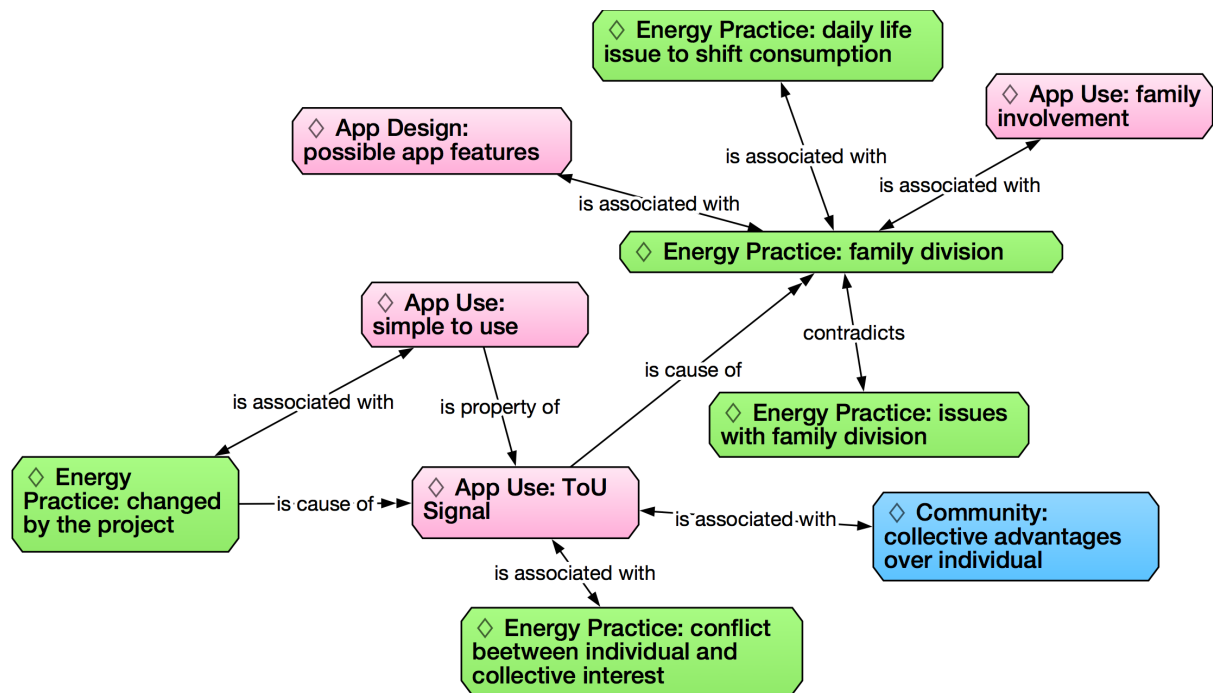 ◇ Energy Practice: daily life
issue to shift consumption
◇ App Use: family
involvement
◇ App Design:
possible app features
is associated with
is associated with
is associated with
◇ Energy Practice: family division
◇ App Use:
simple to use
contradicts
is cause of
is associated with
is property of
◇ Energy Practice: issues
with family division
◇ Energy
Practice: changed
by the project
is cause of
◇ App Use: ToU
Signal
is associated with
◇ Community:
collective advantages
over individual
is associated with
◇ Energy Practice: conflict
beetween individual and
collective interest